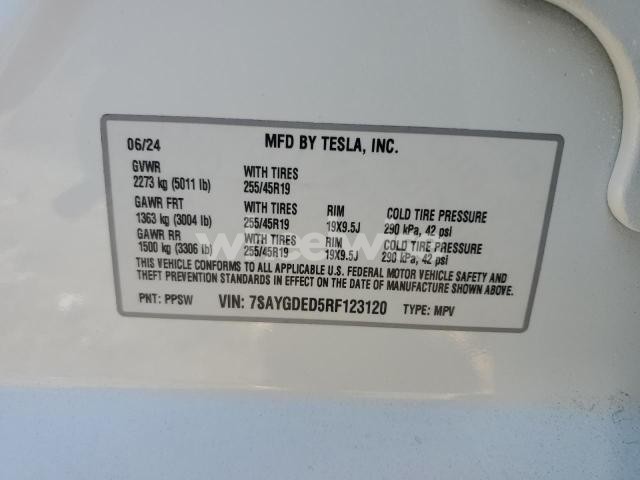 06/24 MFD BY TESLA, INC.
GVWR WITH TIRES
2273 kg (5011 lb) 255/45R19
GAWR FRT WITH TIRES RIM COLD TIRE PRESSURE
1363 kg (3004 lb) 255/45R19 19X9.5J 290 kPa, 42 psi
GAWR RR WITH TIRES RIM COLD TIRE PRESSURE
1500 kg (3306 lb) 255/45R19 19X9.5J 290 kPa, 42 psi
THIS VEHICLE CONFORMS TO ALL APPLICABLE U.S. FEDERAL MOTOR VEHICLE SAFETY AND
THEFT PREVENTION STANDARDS IN EFFECT ON THE DATE OF MANUFACTURE SHOWN ABOVE.
PNT: PPSW VIN: 7SAYGDED5RF123120 TYPE: MPV